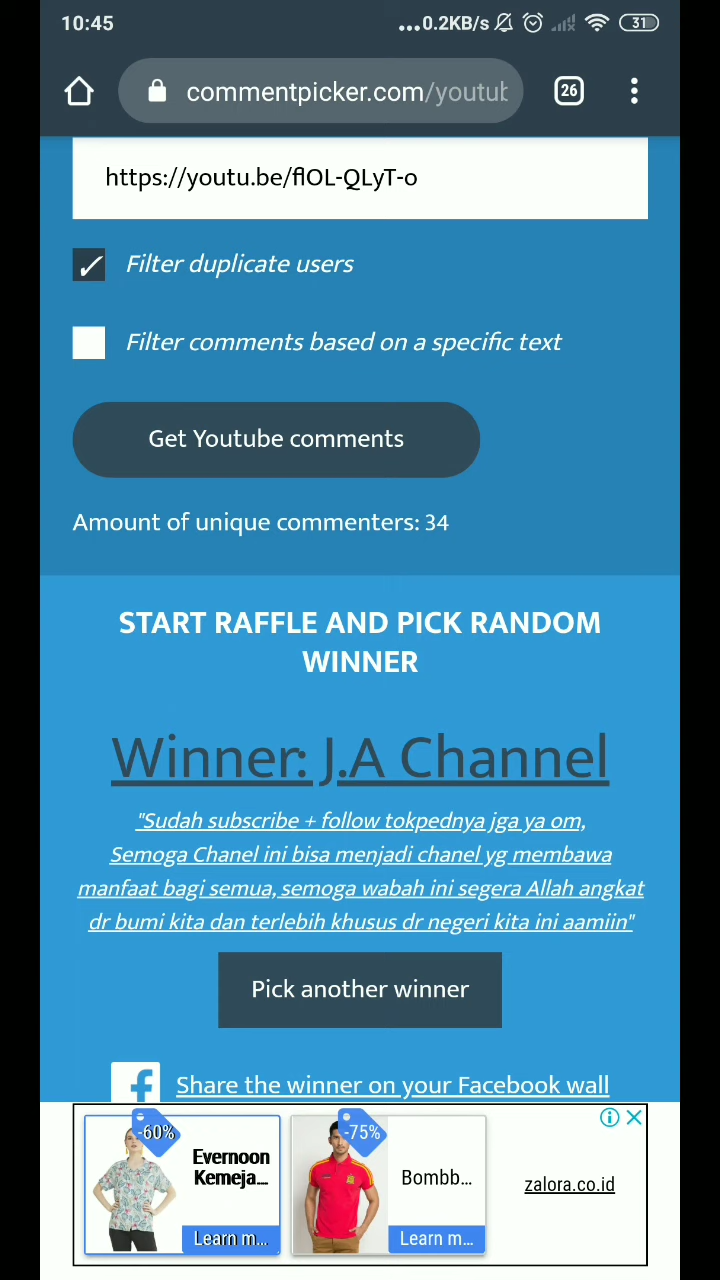 10:45
...0.2KB/s
31
commentpicker.com/youtub
26
https://youtu.be/flOL-QLyT-o
Filter duplicate users
Filter comments based on a specific text
Get Youtube comments
Amount of unique commenters: 34
START RAFFLE AND PICK RANDOM
WINNER
Winner: J.A Channel
"Sudah subscribe + follow tokpednya jga ya om,
Semoga Chanel ini bisa menjadi chanel yg membawa
manfaat bagi semua, semoga wabah ini segera Allah angkat
dr bumi kita dan terlebih khusus dr negeri kita ini aamiin"
Pick another winner
Share the winner on your Facebook wall
-60%
Evernoon
Kemeja...
Learn m...
-75%
Bombb...
Learn m...
zalora.co.id